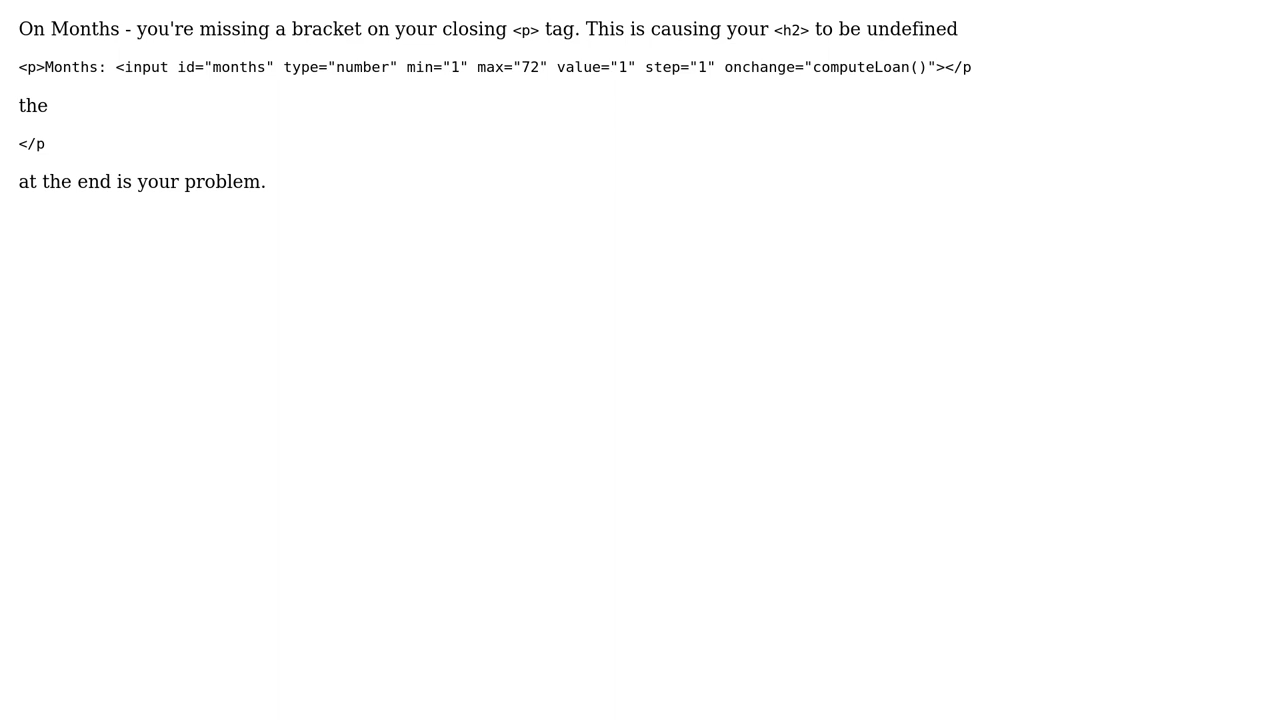 On Months - you're missing a bracket on your closing <p> tag. This is causing your <h2> to be undefined
<p>Months: <input id="months" type="number" min="1" max="72" value="1" step="1" onchange="computeLoan()"></p
the
</p
at the end is your problem.